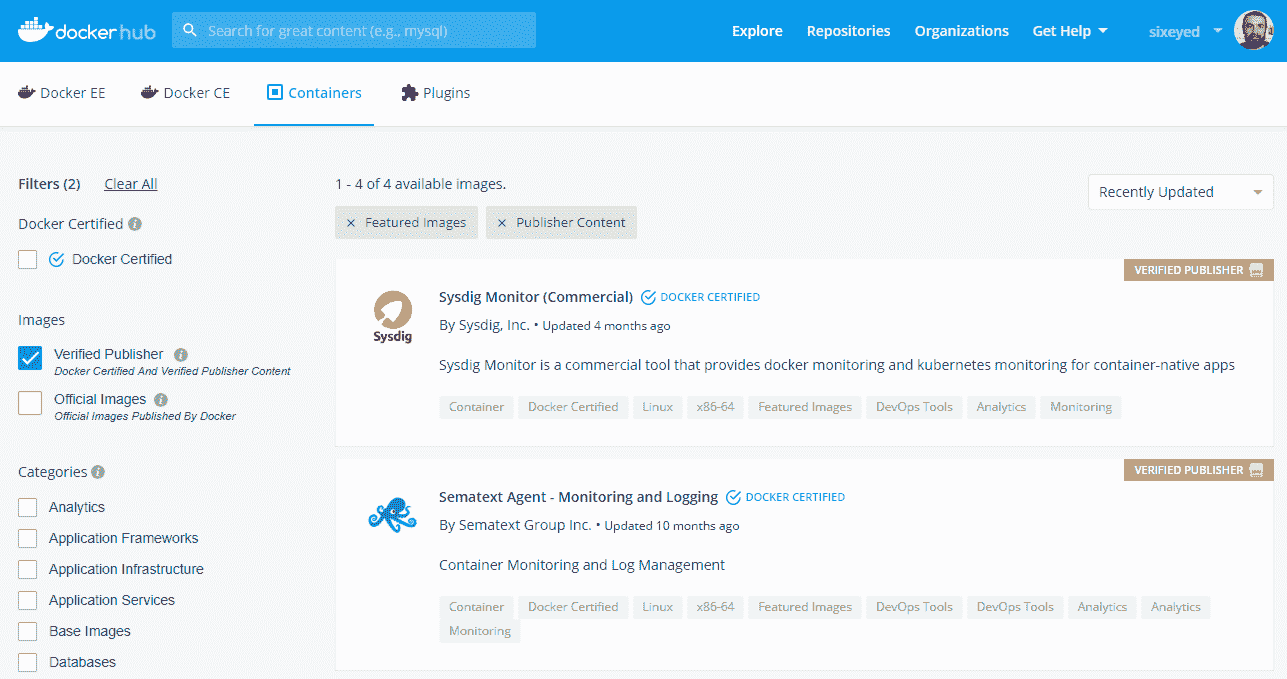 docker hub
Search for great content (e.g., mysql)
Explore
Repositories
Organizations
Get Help
sixeyed
Docker EE
Docker CE
Containers
Plugins
Filters (2)
Clear All
Docker Certified
Docker Certified
Images
Verified Publisher
Docker Certified And Verified Publisher Content
Official Images
Official Images Published By Docker
Categories
Analytics
Application Frameworks
Application Infrastructure
Application Services
Base Images
Databases
1 - 4 of 4 available images.
Recently Updated
Featured Images
Publisher Content
VERIFIED PUBLISHER
Sysdig
Sysdig Monitor (Commercial) DOCKER CERTIFIED
By Sysdig, Inc. • Updated 4 months ago
Sysdig Monitor is a commercial tool that provides docker monitoring and kubernetes monitoring for container-native apps
Container Docker Certified Linux x86-64 Featured Images DevOps Tools Analytics Monitoring
VERIFIED PUBLISHER
Sematext Agent - Monitoring and Logging DOCKER CERTIFIED
By Sematext Group Inc. • Updated 10 months ago
Container Monitoring and Log Management
Container Docker Certified Linux x86-64 Featured Images DevOps Tools DevOps Tools Analytics Analytics
Monitoring